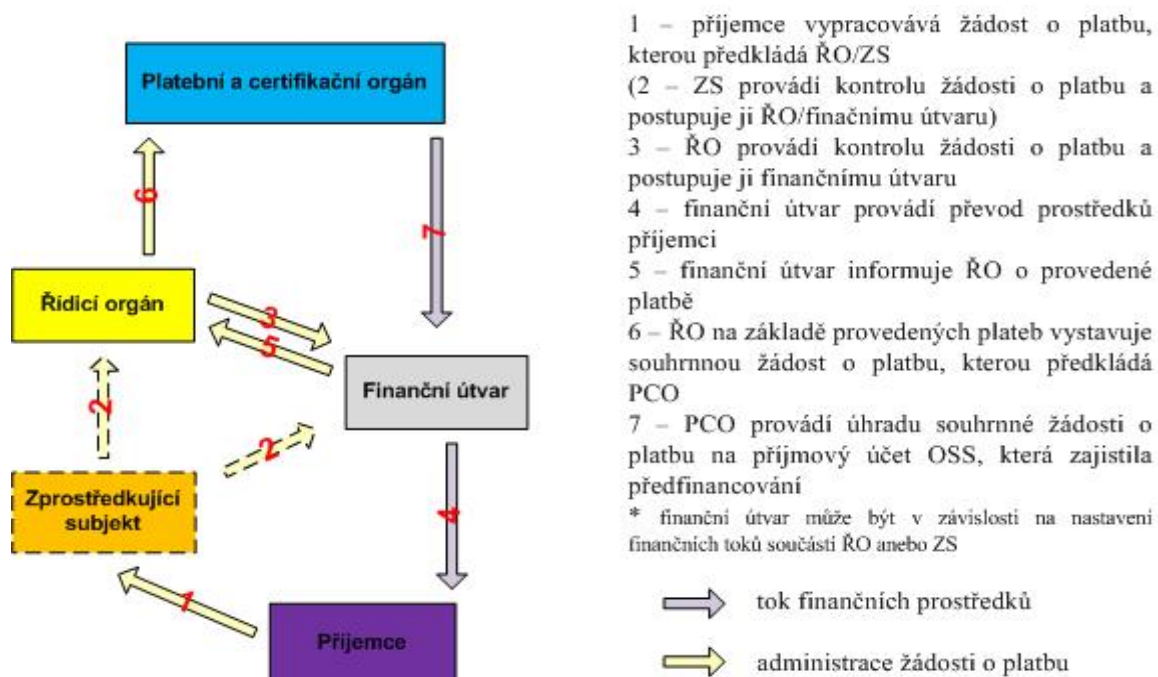 Platební a certifikační orgán
6
7
Řídicí orgán
3
5
Finanční útvar
2
2
Zprostředkující
subjekt
4
1
Příjemce
1 – příjemce vypracovává žádost o platbu,
kterou předkládá ŘO/ZS
(2 – ZS provádí kontrolu žádosti o platbu a
postupuje ji ŘO/finačnímu útvaru)
3 – ŘO provádí kontrolu žádosti o platbu a
postupuje ji finančnímu útvaru
4 – finanční útvar provádí převod prostředků
příjemci
5 – finanční útvar informuje ŘO o provedené
platbě
6 – ŘO na základě provedených plateb vystavuje
souhrnnou žádost o platbu, kterou předkládá
PCO
7 – PCO provádí úhradu souhrnné žádosti o
platbu na příjmový účet OSS, která zajistila
předfinancování
* finanční útvar může být v závislosti na nastavení
finančních toků součástí ŘO anebo ZS
tok finančních prostředků
administrace žádosti o platbu